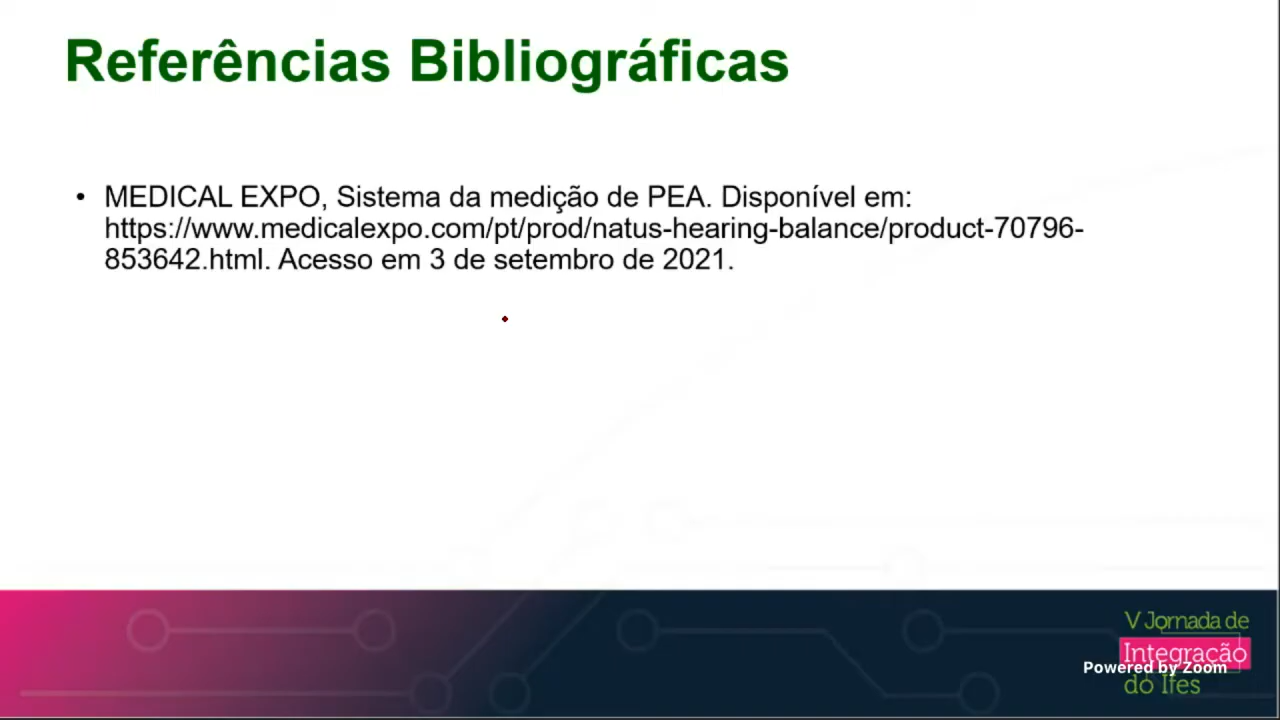 Referências Bibliográficas
• MEDICAL EXPO, Sistema da medição de PEA. Disponível em:
https://www.medicalexpo.com/pt/prod/natus-hearing-balance/product-70796-
853642.html. Acesso em 3 de setembro de 2021.
V Jornada de
Integração
Powered by Zoom
do Ifes